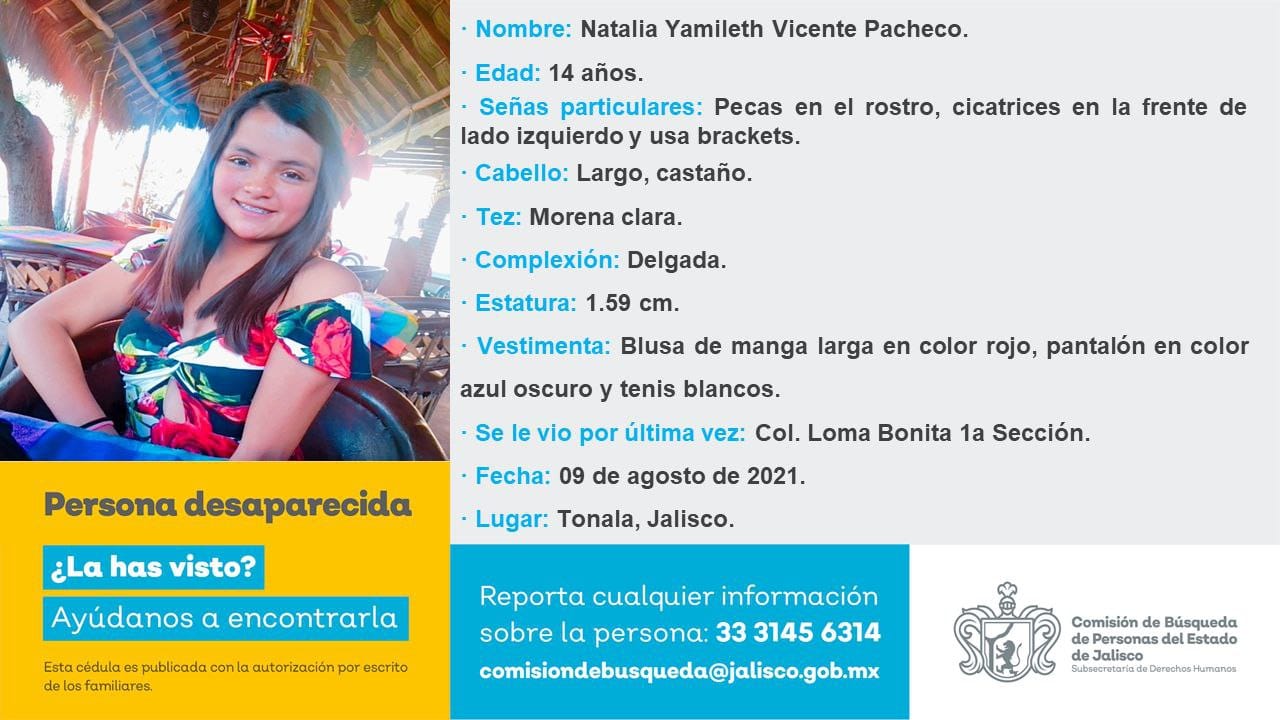 · Nombre: Natalia Yamileth Vicente Pacheco.
· Edad: 14 años.
· Señas particulares: Pecas en el rostro, cicatrices en la frente de
lado izquierdo y usa brackets.
· Cabello: Largo, castaño.
· Tez: Morena clara.
· Complexión: Delgada.
· Estatura: 1.59 cm.
· Vestimenta: Blusa de manga larga en color rojo, pantalón en color
azul oscuro y tenis blancos.
· Se le vio por última vez: Col. Loma Bonita 1a Sección.
· Fecha: 09 de agosto de 2021.
· Lugar: Tonala, Jalisco.
Persona desaparecida
¿La has visto?
Ayúdanos a encontrarla
Esta cédula es publicada con la autorización por escrito
de los familiares.
Reporta cualquier información
sobre la persona: 33 3145 6314
comisiondebusqueda@jalisco.gob.mx
Comisión de Búsqueda
de Personas del Estado
de Jalisco
Subsecretaría de Derechos Humanos